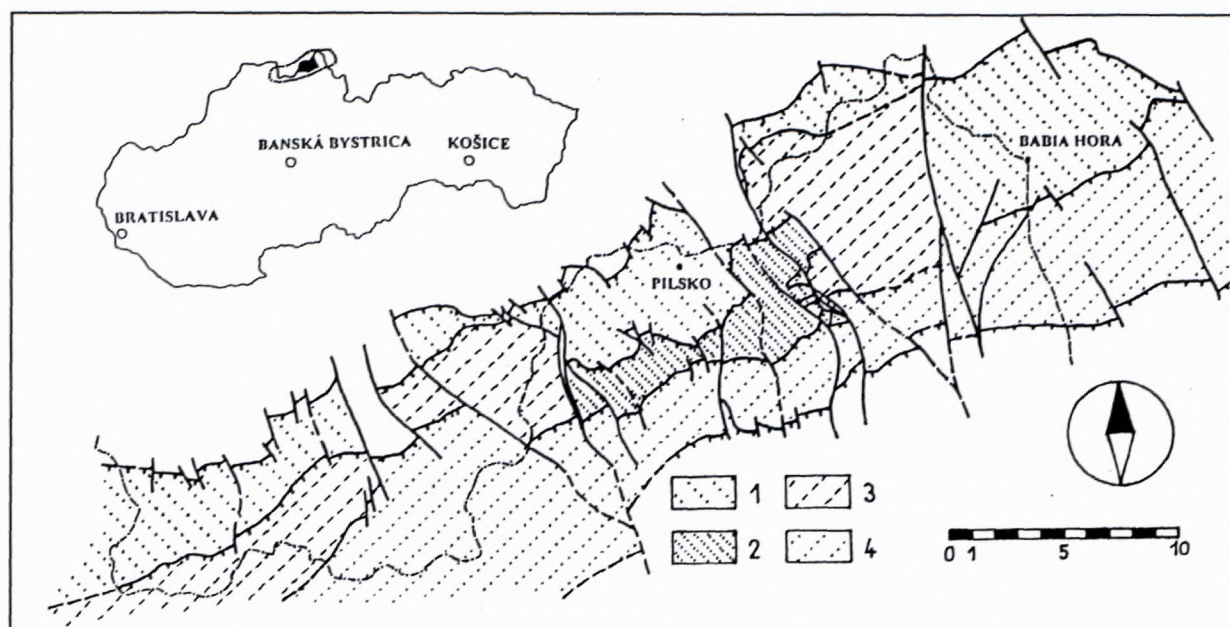 BANSKÁ BYSTRICA
KOŠICE
BRATISLAVA
BABIA HORA
PILSKO
1
3
2
4
0 1 5 10